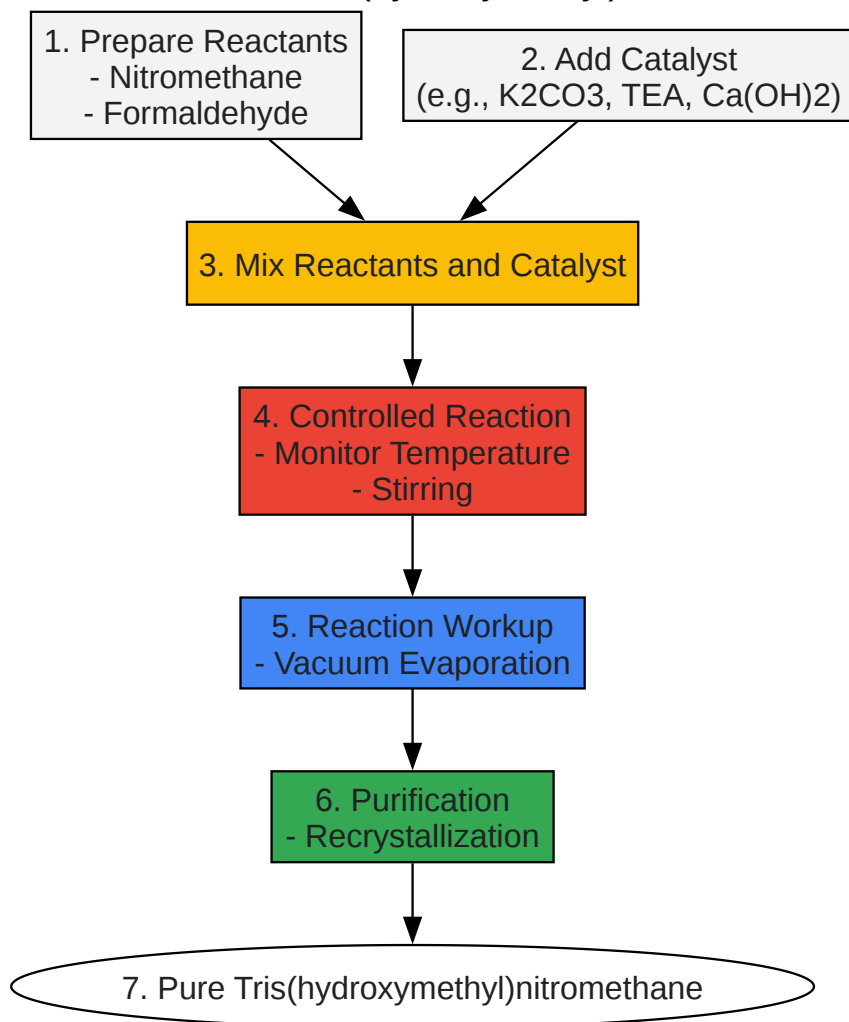 1. Prepare Reactants
- Nitromethane
- Formaldehyde
2. Add Catalyst
(e.g., K2CO3, TEA, Ca(OH)2)
3. Mix Reactants and Catalyst
4. Controlled Reaction
- Monitor Temperature
- Stirring
5. Reaction Workup
- Vacuum Evaporation
6. Purification
- Recrystallization
7. Pure Tris(hydroxymethyl)nitromethane